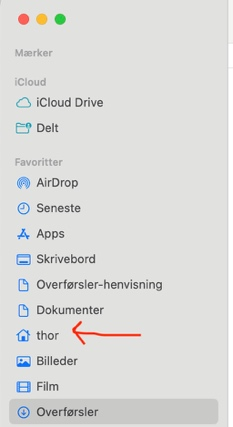 Mærker
iCloud
iCloud Drive
Delt
Favoritter
AirDrop
Seneste
Apps
Skrivebord
Overførsler-henvisning
Dokumenter
thor
Billeder
Film
Overførsler